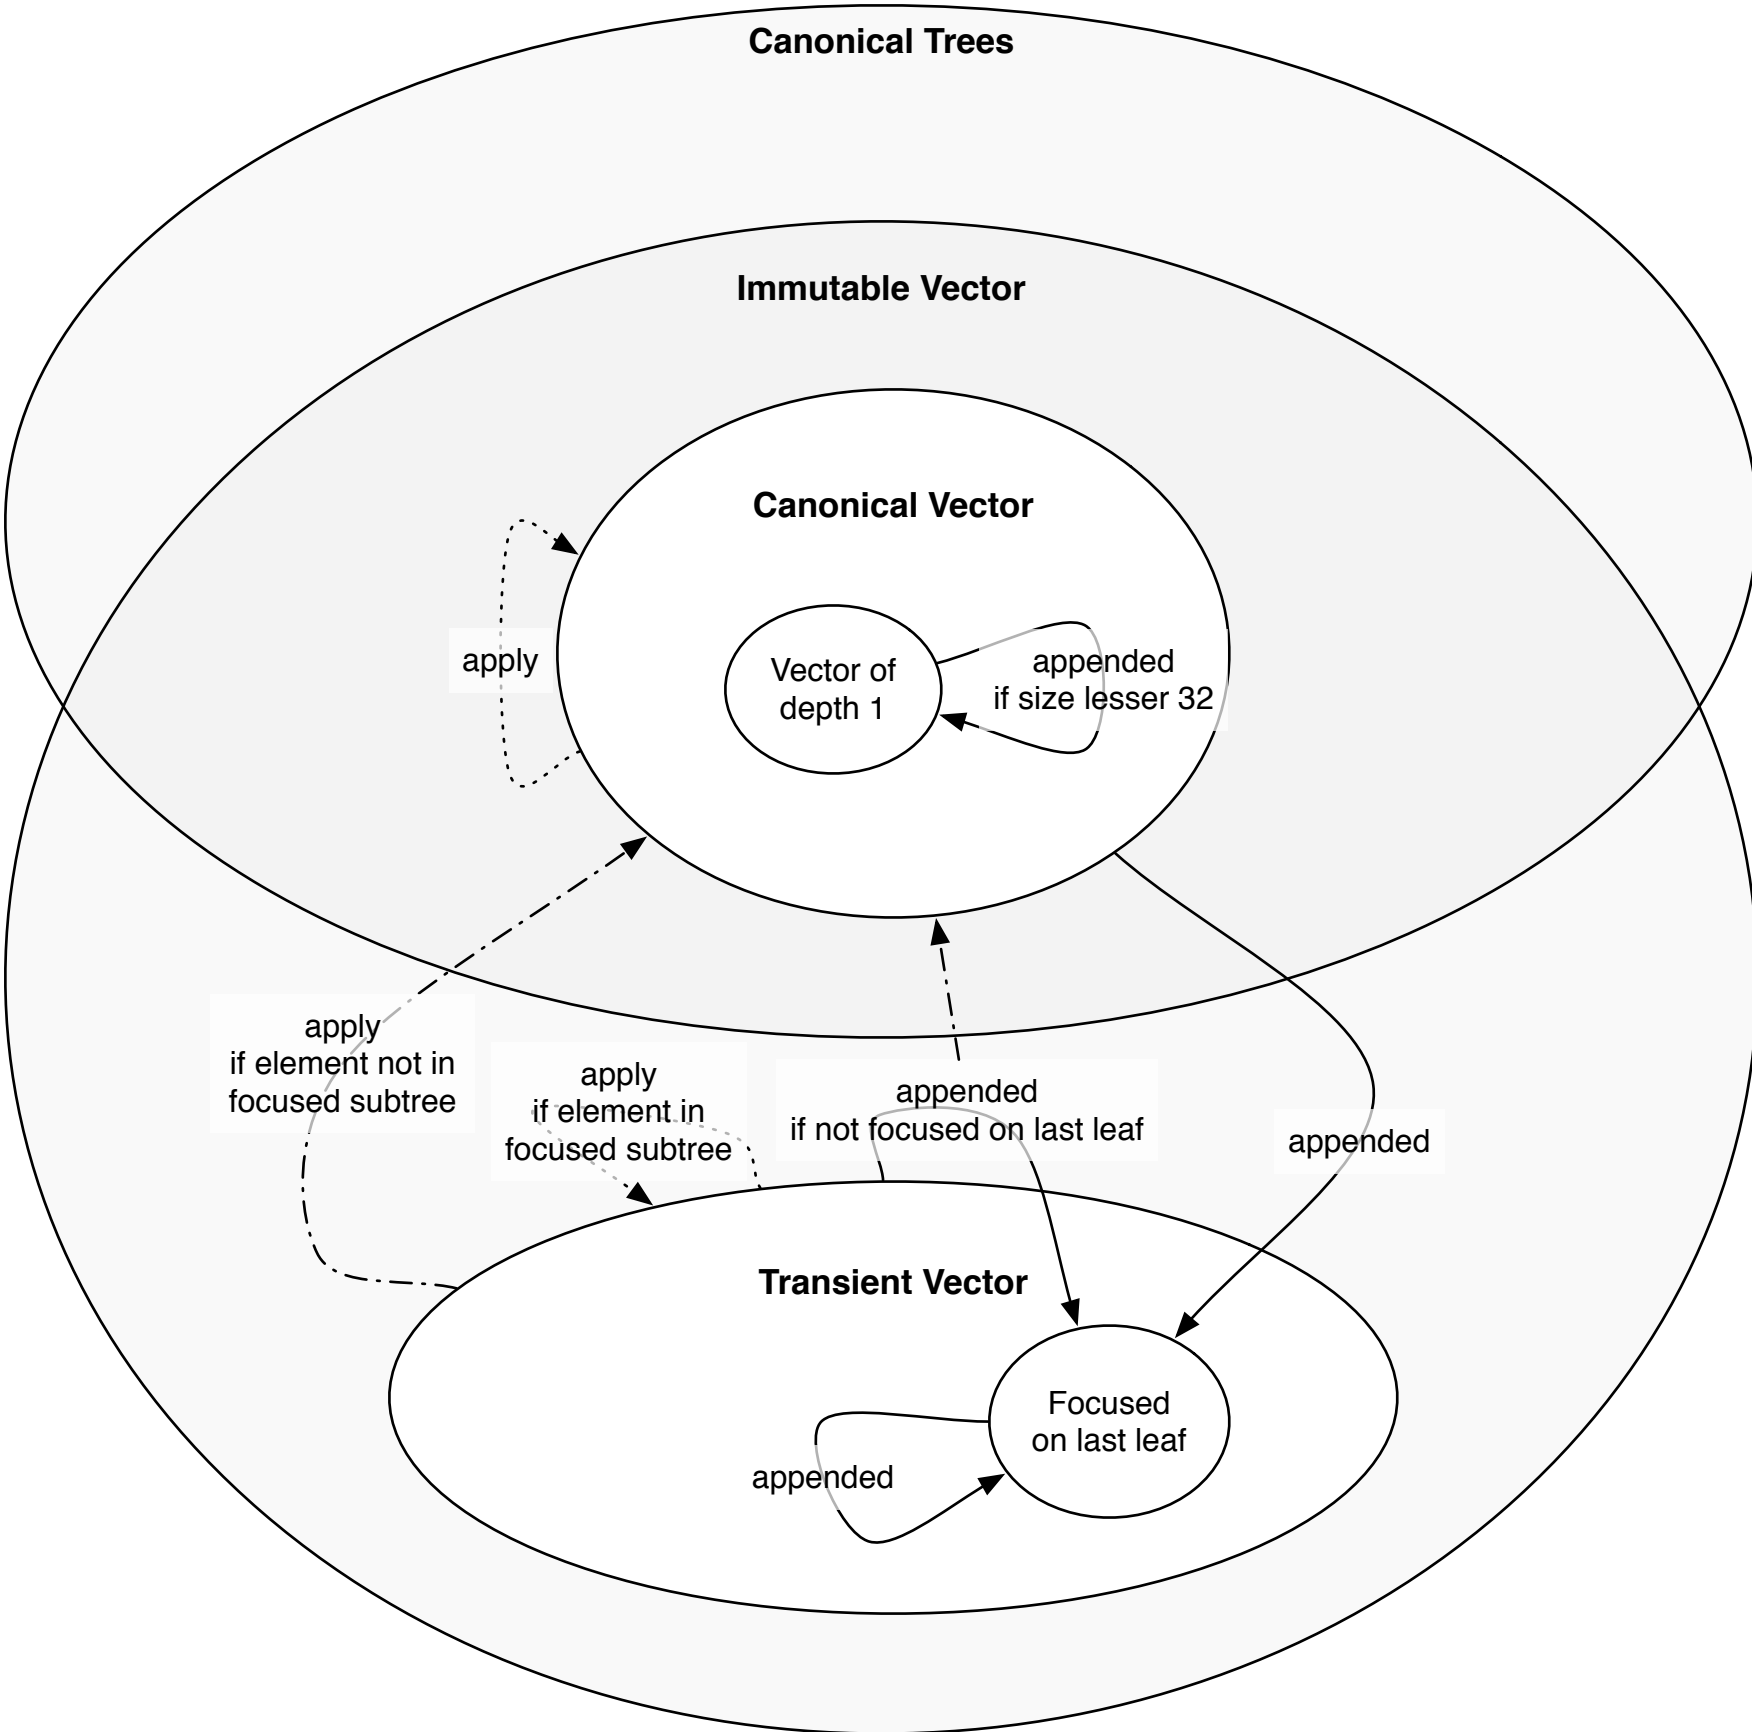 Canonical Trees
Immutable Vector
Canonical Vector
apply
Vector of
depth 1
appended
if size lesser 32
apply
if element not in
focused subtree
apply
if element in
focused subtree
appended
if not focused on last leaf
appended
Transient Vector
Focused
on last leaf
appended